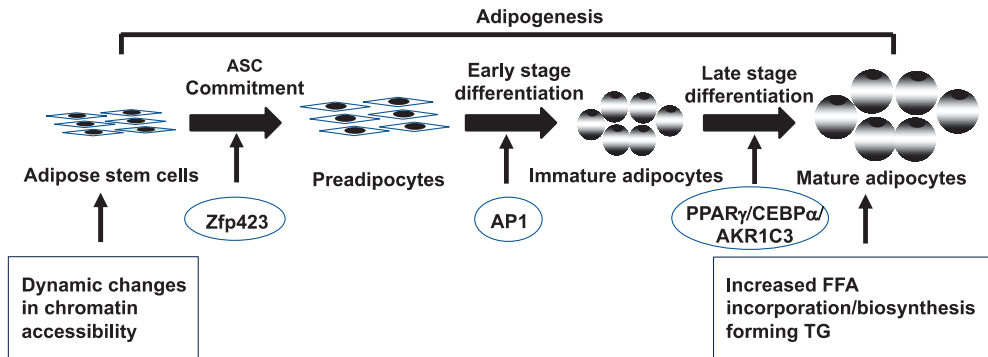 Adipogenesis
ASC
Commitment
Early stage
differentiation
Late stage
differentiation
Adipose stem cells
Preadipocytes
Immature adipocytes
Mature adipocytes
Zfp423
AP1
PPARγ/CEBPα/
AKR1C3
Dynamic changes
in chromatin
accessibility
Increased FFA
incorporation/biosynthesis
forming TG